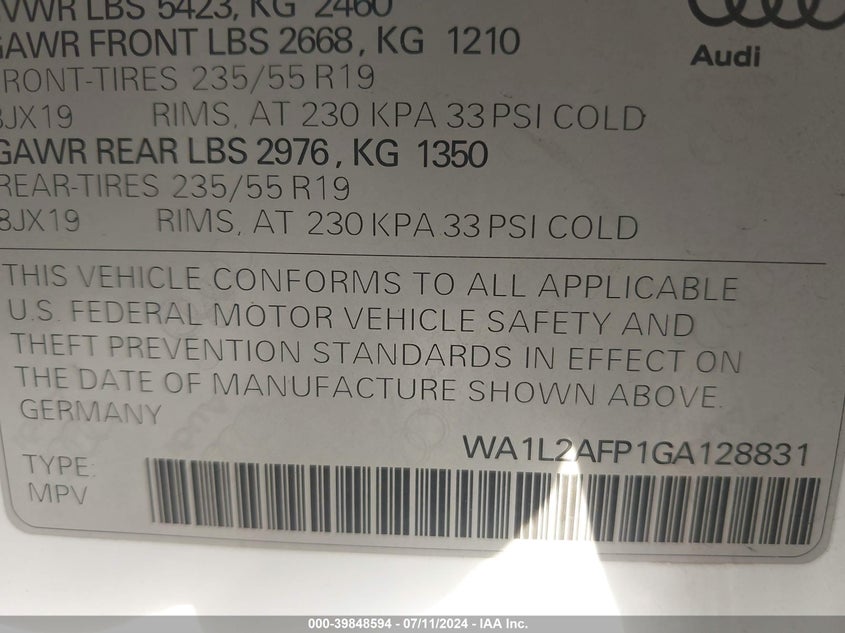 VWR LBS 5423, KG 2460
GAWR FRONT LBS 2668, KG 1210
Audi
FRONT-TIRES 235/55 R19
8JX19 RIMS, AT 230 KPA 33 PSI COLD
GAWR REAR LBS 2976, KG 1350
REAR-TIRES 235/55 R19
8JX19 RIMS, AT 230 KPA 33 PSI COLD
THIS VEHICLE CONFORMS TO ALL APPLICABLE
U.S. FEDERAL MOTOR VEHICLE SAFETY AND
THEFT PREVENTION STANDARDS IN EFFECT ON
THE DATE OF MANUFACTURE SHOWN ABOVE.
GERMANY
WA1L2AFP1GA128831
TYPE:
MPV
000-39848594 - 07/11/2024 - IAA Inc.